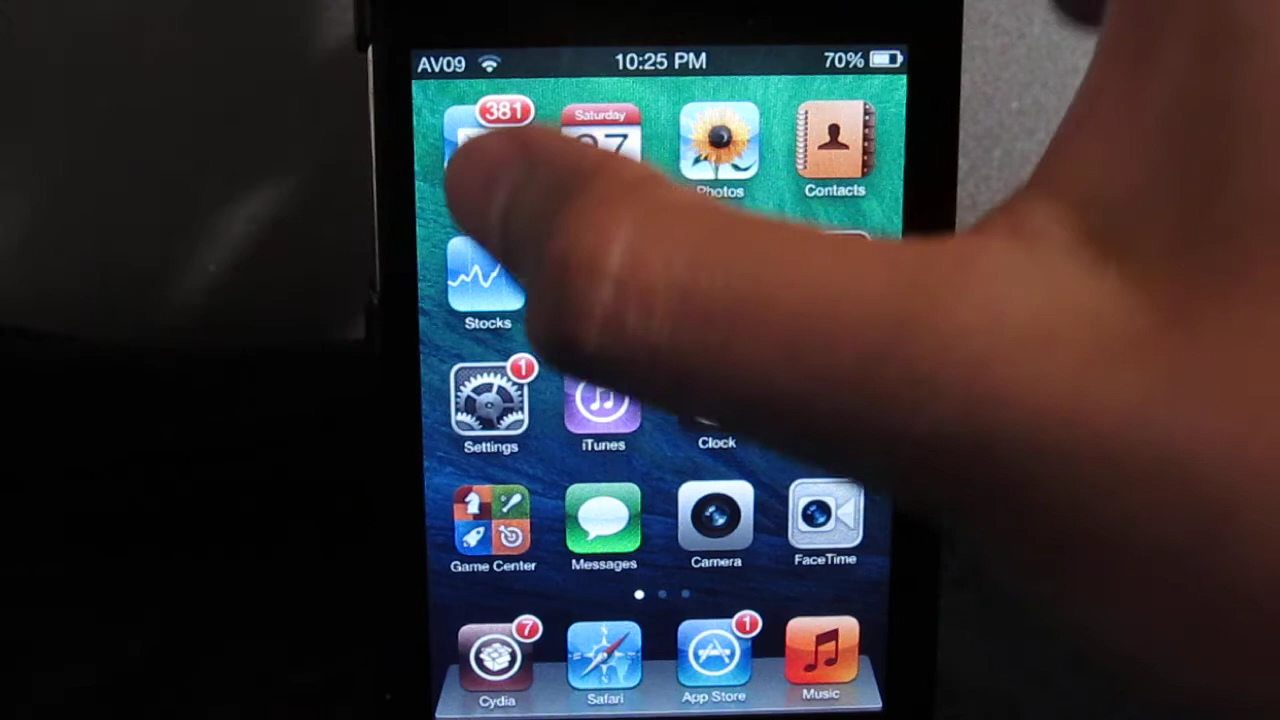 AV09 10:25 PM 70%
381 Saturday
Photos Contacts
Stocks
1
Settings iTunes Clock
Game Center Messages Camera FaceTime
7 1
Cydia Safari App Store Music